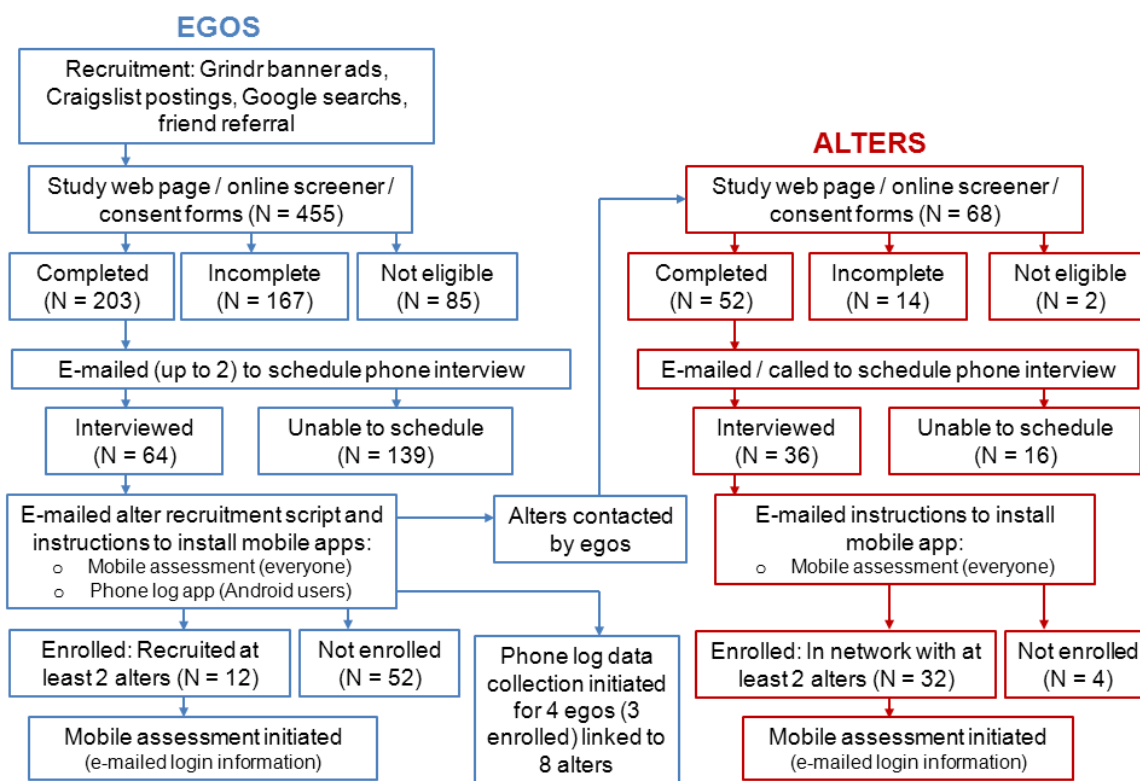 EGOS
Recruitment: Grindr banner ads,
Craigslist postings, Google searchs,
friend referral
Study web page / online screener /
consent forms (N = 455)
Completed
(N = 203)
Incomplete
(N = 167)
Not eligible
(N = 85)
E-mailed (up to 2) to schedule phone interview
Interviewed
(N = 64)
Unable to schedule
(N = 139)
E-mailed alter recruitment script and
instructions to install mobile apps:
o Mobile assessment (everyone)
o Phone log app (Android users)
Enrolled: Recruited at
least 2 alters (N = 12)
Not enrolled
(N = 52)
Mobile assessment initiated
(e-mailed login information)
Alters contacted
by egos
Phone log data
collection initiated
for 4 egos (3
enrolled) linked to
8 alters
ALTERS
Study web page / online screener /
consent forms (N = 68)
Completed
(N = 52)
Incomplete
(N = 14)
Not eligible
(N = 2)
E-mailed / called to schedule phone interview
Interviewed
(N = 36)
Unable to schedule
(N = 16)
E-mailed instructions to install
mobile app:
o Mobile assessment (everyone)
Enrolled: In network with at
least 2 alters (N = 32)
Not enrolled
(N = 4)
Mobile assessment initiated
(e-mailed login information)